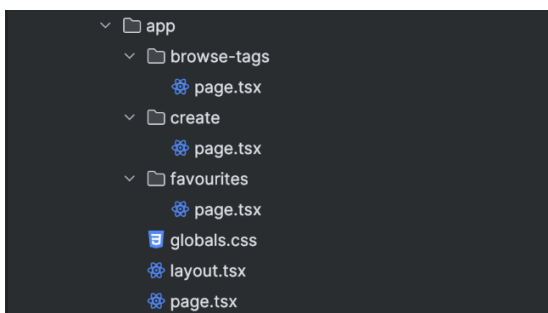 app
browse-tags
page.tsx
create
page.tsx
favourites
page.tsx
globals.css
layout.tsx
page.tsx